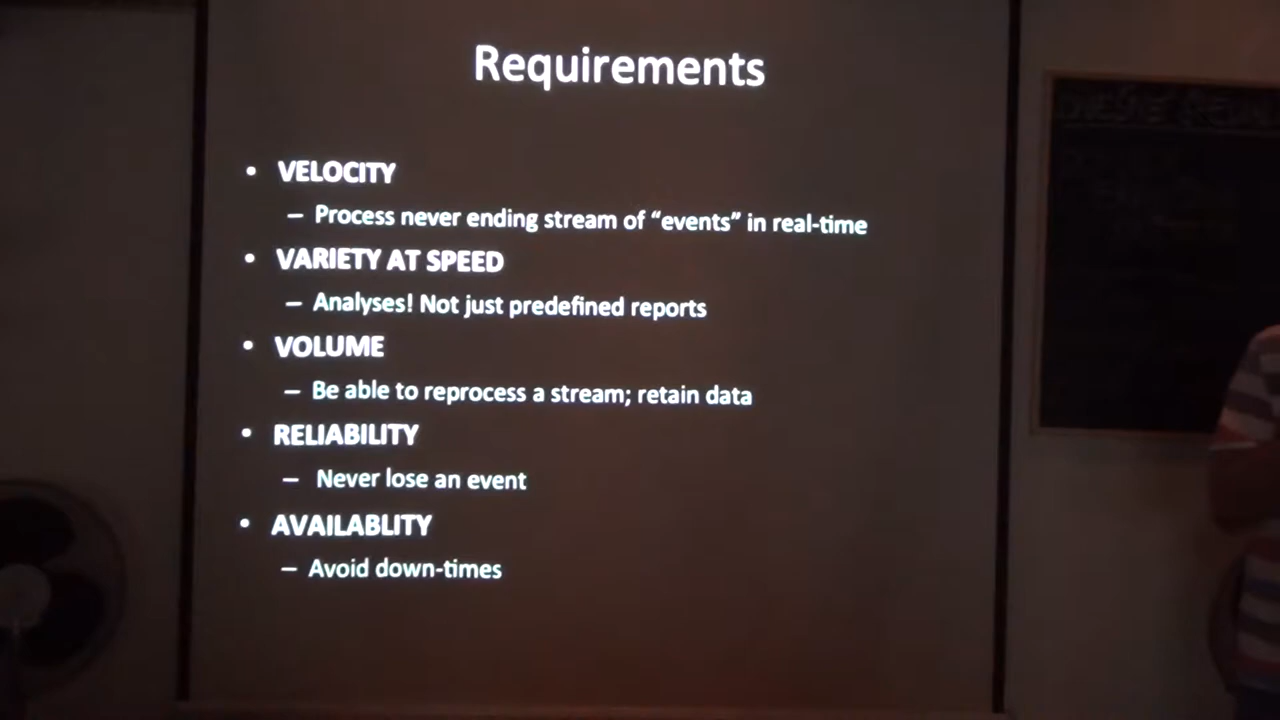 Requirements
• VELOCITY
– Process never ending stream of “events” in real-time
• VARIETY AT SPEED
– Analyses! Not just predefined reports
• VOLUME
– Be able to reprocess a stream; retain data
• RELIABILITY
– Never lose an event
• AVAILABLITY
– Avoid down-times